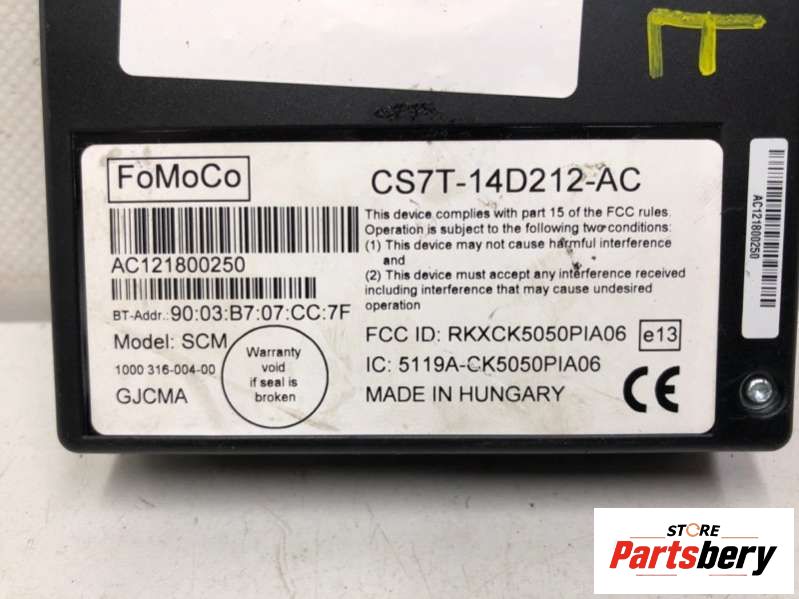 FoMoCo
CS7T-14D212-AC
This device complies with part 15 of the FCC rules.
Operation is subject to the following two conditions:
(1) This device may not cause harmful interference
and
(2) This device must accept any interference received
including interference that may cause undesired
operation
AC121800250
BT-Addr.:90:03:B7:07:CC:7F
Model: SCM
1000 316-004-00
GJCMA
Warranty
void
if seal is
broken
FCC ID: RKXCK5050PIA06 e13
IC: 5119A-CK5050PIA06
MADE IN HUNGARY
CE
AC121800250
STORE
Partsbery